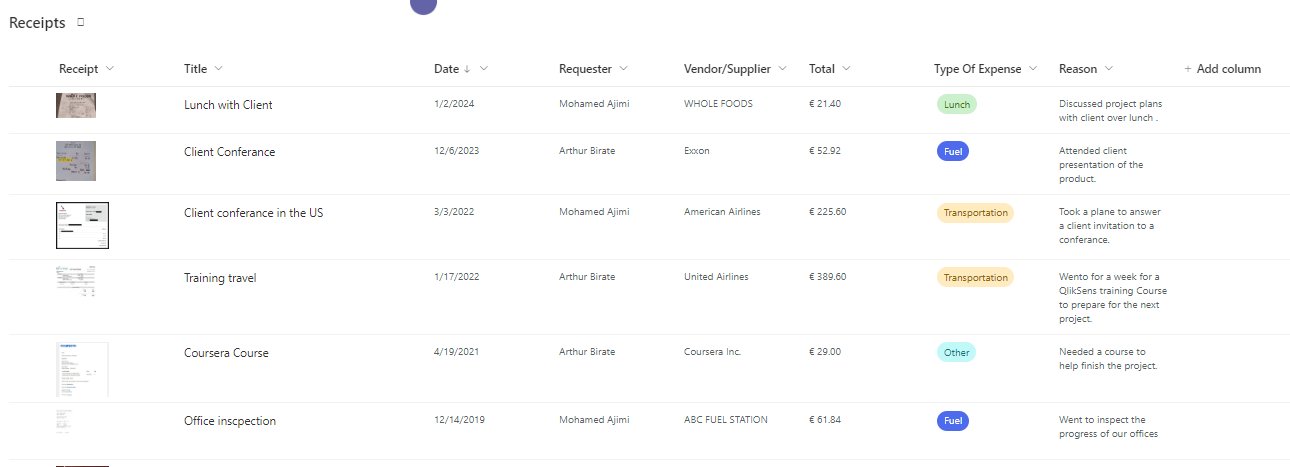 Receipts
Receipt Title Date ↓ Requester Vendor/Supplier Total Type Of Expense Reason + Add column
Lunch with Client 1/2/2024 Mohamed Ajimi WHOLE FOODS € 21.40 Lunch Discussed project plans
with client over lunch .
Client Conferance 12/6/2023 Arthur Birate Exxon € 52.92 Fuel Attended client
presentation of the
product.
Client conferance in the US 3/3/2022 Mohamed Ajimi American Airlines € 225.60 Transportation Took a plane to answer
a client invitation to a
conferance.
Training travel 1/17/2022 Arthur Birate United Airlines € 389.60 Transportation Wento for a week for a
QlikSens training Course
to prepare for the next
project.
Coursera Course 4/19/2021 Arthur Birate Coursera Inc. € 29.00 Other Needed a course to
help finish the project.
Office inscpection 12/14/2019 Mohamed Ajimi ABC FUEL STATION € 61.84 Fuel Went to inspect the
progress of our offices